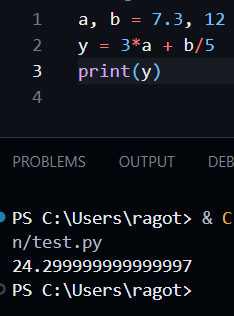 1 a, b = 7.3, 12
2 y = 3*a + b/5
3 print(y)
4
PROBLEMS OUTPUT DEB
PS C:\Users\ragot> & C
n/test.py
24.299999999999997
PS C:\Users\ragot>